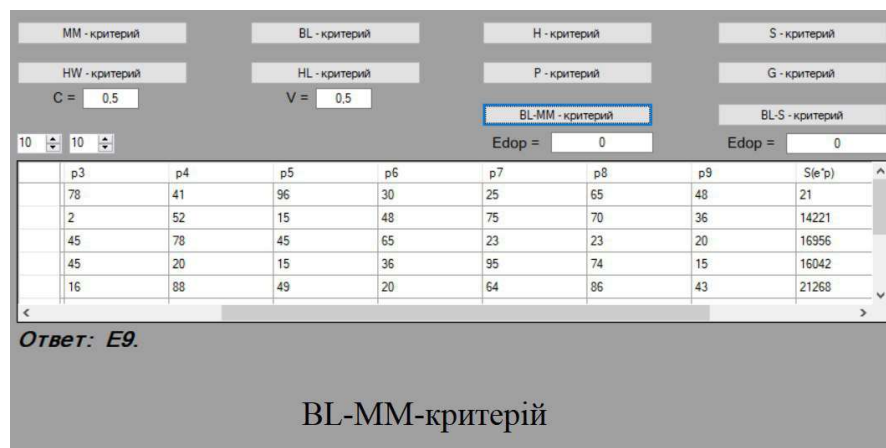 MM - критерий BL - критерий H - критерий S - критерий
HW - критерий HL - критерий P - критерий G - критерий
C = 0,5 V = 0,5
BL-MM - критерий BL-S - критерий
10 10 Edop = 0 Edop = 0
p3 p4 p5 p6 p7 p8 p9 S(e*p)
78 41 96 30 25 65 48 21
2 52 15 48 75 70 36 14221
45 78 45 65 23 23 20 16956
45 20 15 36 95 74 15 16042
16 88 49 20 64 86 43 21268
Ответ: E9.
BL-MM-критерій